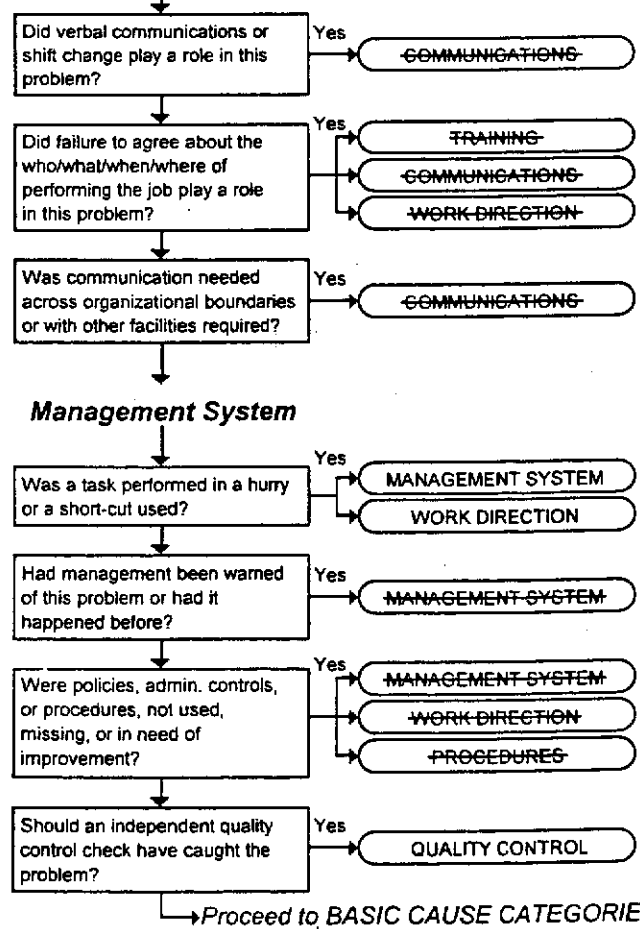 Did verbal communications or
shift change play a role in this
problem?
Yes
COMMUNICATIONS
Did failure to agree about the
who/what/when/where of
performing the job play a role
in this problem?
Yes
TRAINING
COMMUNICATIONS
WORK DIRECTION
Was communication needed
across organizational boundaries
or with other facilities required?
Yes
COMMUNICATIONS
Management System
Was a task performed in a hurry
or a short-cut used?
Yes
MANAGEMENT SYSTEM
WORK DIRECTION
Had management been warned
of this problem or had it
happened before?
Yes
MANAGEMENT SYSTEM
Were policies, admin. controls,
or procedures, not used,
missing, or in need of
improvement?
Yes
MANAGEMENT SYSTEM
WORK DIRECTION
PROCEDURES
Should an independent quality
control check have caught the
problem?
Yes
QUALITY CONTROL
Proceed to BASIC CAUSE CATEGORIE